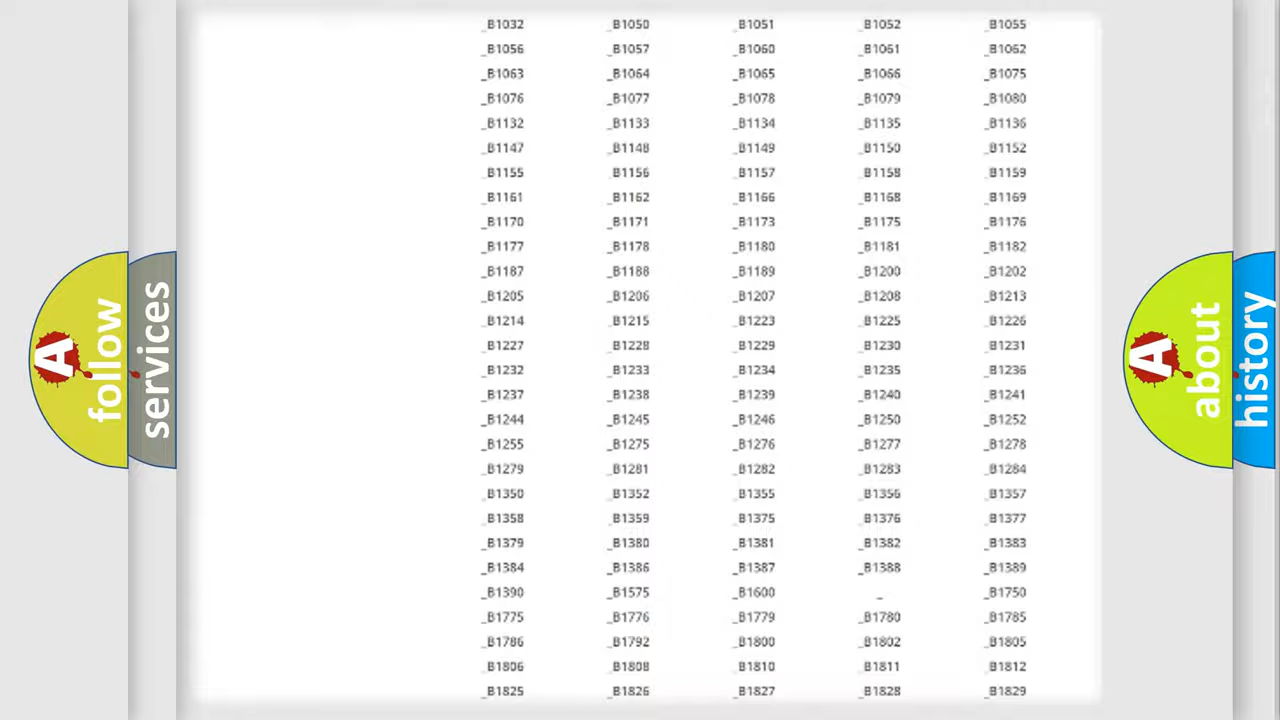 _B1032 _B1050 _B1051 _B1052 _B1055
_B1056 _B1057 _B1060 _B1061 _B1062
_B1063 _B1064 _B1065 _B1066 _B1075
_B1076 _B1077 _B1078 _B1079 _B1080
_B1132 _B1133 _B1134 _B1135 _B1136
_B1147 _B1148 _B1149 _B1150 _B1152
_B1155 _B1156 _B1157 _B1158 _B1159
_B1161 _B1162 _B1166 _B1168 _B1169
_B1170 _B1171 _B1173 _B1175 _B1176
_B1177 _B1178 _B1180 _B1181 _B1182
_B1187 _B1188 _B1189 _B1200 _B1202
_B1205 _B1206 _B1207 _B1208 _B1213
_B1214 _B1215 _B1223 _B1225 _B1226
_B1227 _B1228 _B1229 _B1230 _B1231
_B1232 _B1233 _B1234 _B1235 _B1236
_B1237 _B1238 _B1239 _B1240 _B1241
_B1244 _B1245 _B1246 _B1250 _B1252
_B1255 _B1275 _B1276 _B1277 _B1278
_B1279 _B1281 _B1282 _B1283 _B1284
_B1350 _B1352 _B1355 _B1356 _B1357
_B1358 _B1359 _B1375 _B1376 _B1377
_B1379 _B1380 _B1381 _B1382 _B1383
_B1384 _B1386 _B1387 _B1388 _B1389
_B1390 _B1575 _B1600 _ _B1750
_B1775 _B1776 _B1779 _B1780 _B1785
_B1786 _B1792 _B1800 _B1802 _B1805
_B1806 _B1808 _B1810 _B1811 _B1812
_B1825 _B1826 _B1827 _B1828 _B1829
A follow
services
A about
history